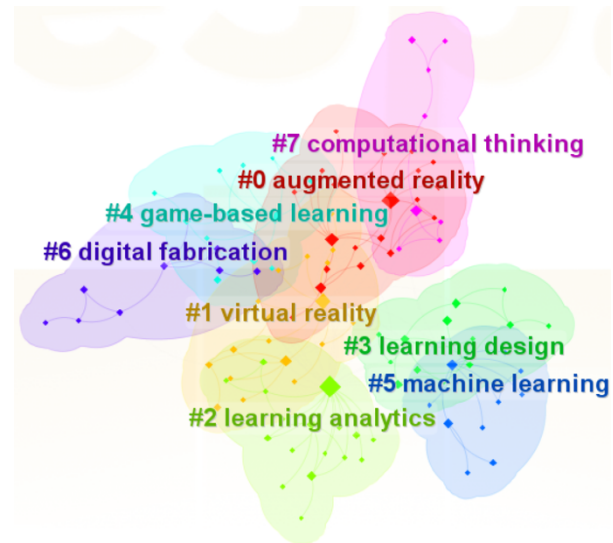 #7 computational thinking
#0 augmented reality
#4 game-based learning
#6 digital fabrication
#1 virtual reality
#3 learning design
#5 machine learning
#2 learning analytics